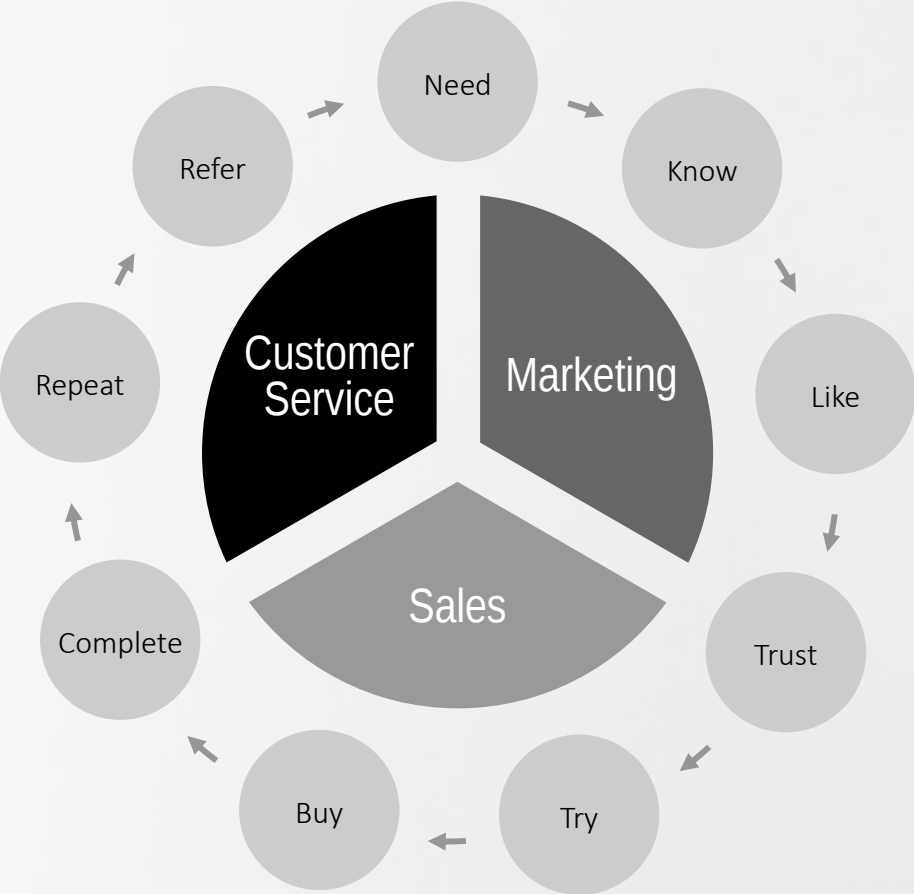 Need
Know
Like
Trust
Try
Buy
Complete
Repeat
Refer
Customer
Service
Marketing
Sales